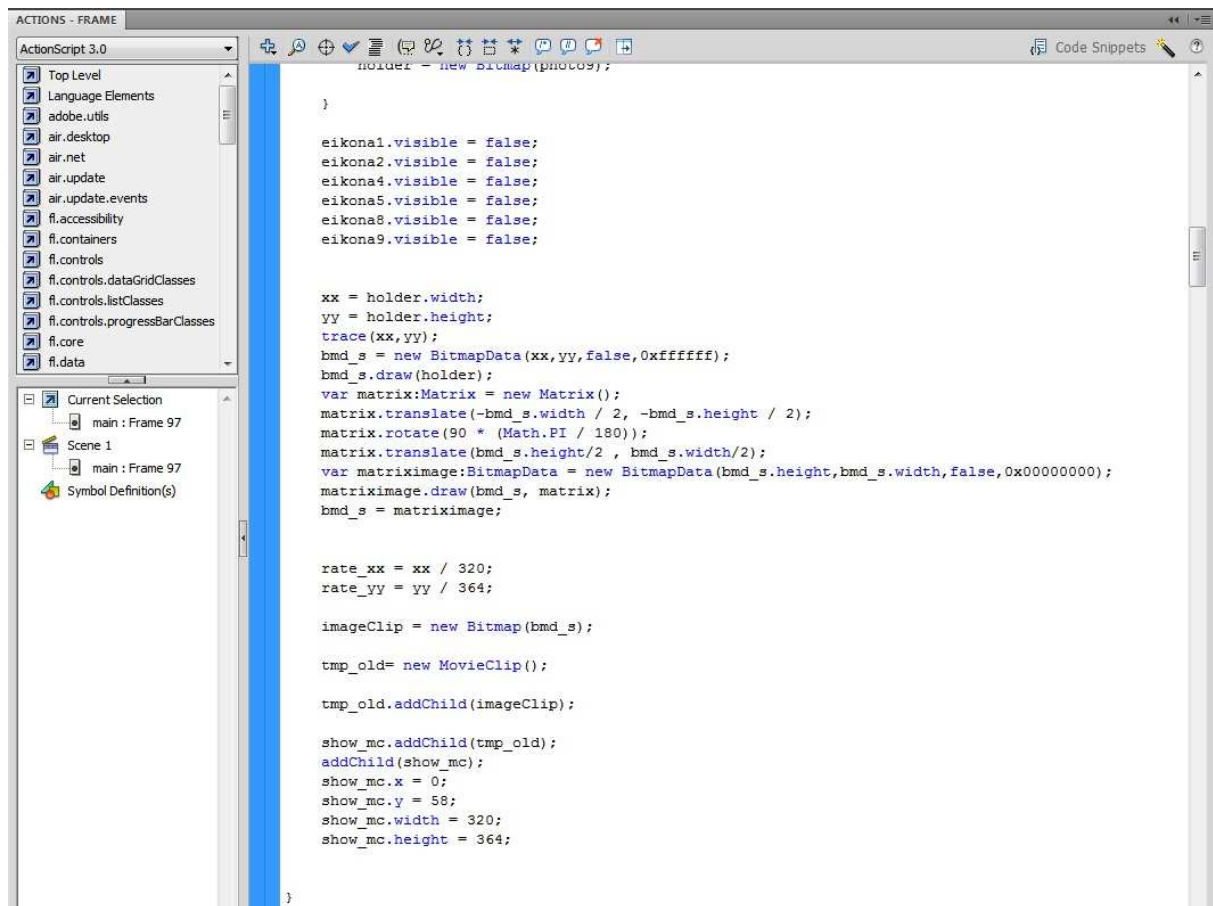 ACTIONS - FRAME
ActionScript 3.0
Code Snippets
Top Level
Language Elements
adobe.utils
air.desktop
air.net
air.update
air.update.events
fl.accessibility
fl.containers
fl.controls
fl.controls.dataGridClasses
fl.controls.listClasses
fl.controls.progressBarClasses
fl.core
fl.data
Current Selection
main : Frame 97
Scene 1
main : Frame 97
Symbol Definition(s)
holder = new Bitmap(photo9);
}
eikona1.visible = false;
eikona2.visible = false;
eikona4.visible = false;
eikona5.visible = false;
eikona8.visible = false;
eikona9.visible = false;
xx = holder.width;
yy = holder.height;
trace(xx,yy);
bmd_s = new BitmapData(xx,yy,false,0xffffff);
bmd_s.draw(holder);
var matrix:Matrix = new Matrix();
matrix.translate(-bmd_s.width / 2, -bmd_s.height / 2);
matrix.rotate(90 * (Math.PI / 180));
matrix.translate(bmd_s.height/2 , bmd_s.width/2);
var matriximage:BitmapData = new BitmapData(bmd_s.height,bmd_s.width,false,0x00000000);
matriximage.draw(bmd_s, matrix);
bmd_s = matriximage;
rate_xx = xx / 320;
rate_yy = yy / 364;
imageClip = new Bitmap(bmd_s);
tmp_old= new MovieClip();
tmp_old.addChild(imageClip);
show_mc.addChild(tmp_old);
addChild(show_mc);
show_mc.x = 0;
show_mc.y = 58;
show_mc.width = 320;
show_mc.height = 364;
}